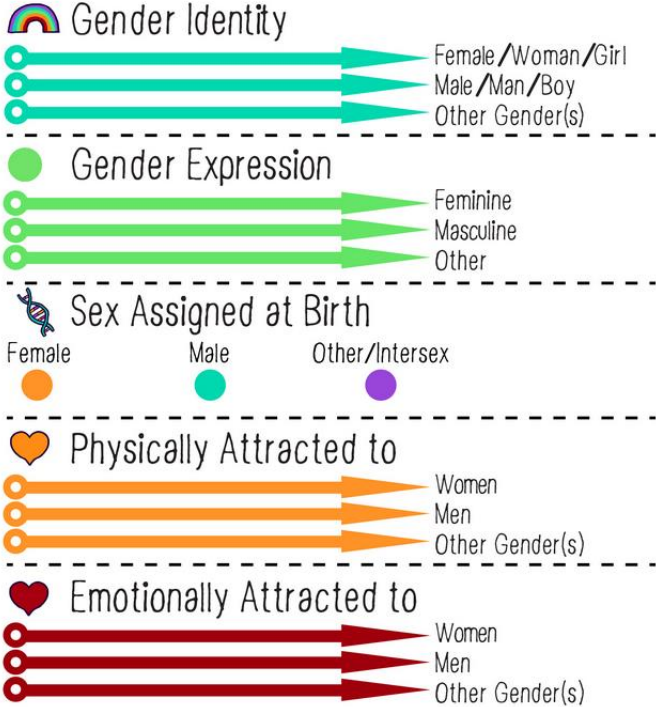 Gender Identity
Female/Woman/Girl
Male/Man/Boy
Other Gender(s)
Gender Expression
Feminine
Masculine
Other
Sex Assigned at Birth
Female Male Other/Intersex
Physically Attracted to
Women
Men
Other Gender(s)
Emotionally Attracted to
Women
Men
Other Gender(s)